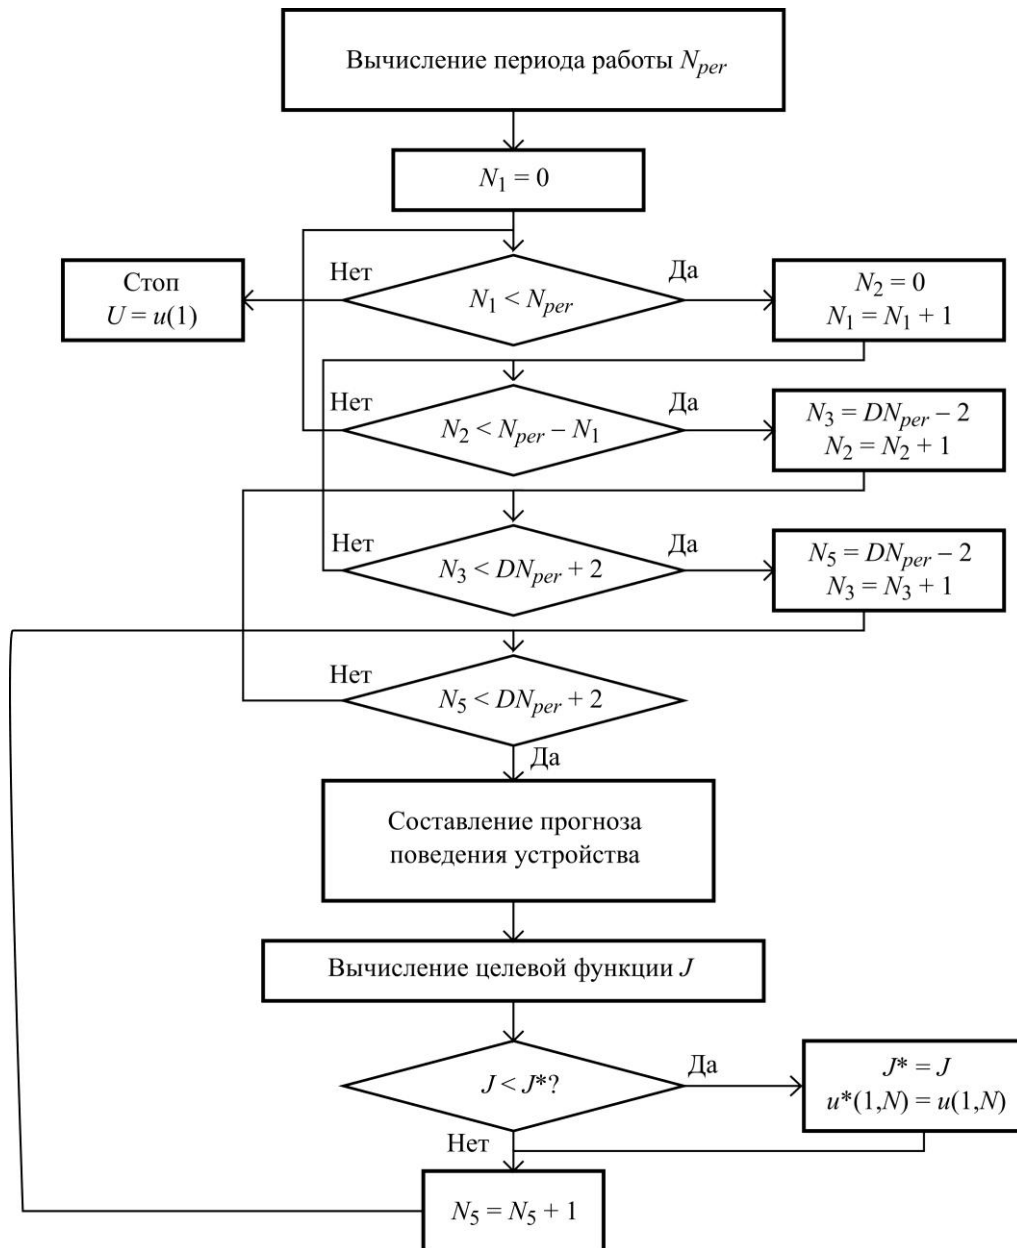 Вычисление периода работы N_per
N_1 = 0
Нет
Да
Стоп
U = u(1)
N_1 < N_per
N_2 = 0
N_1 = N_1 + 1
Нет
Да
N_2 < N_per – N_1
N_3 = DN_per – 2
N_2 = N_2 + 1
Нет
Да
N_3 < DN_per + 2
N_5 = DN_per – 2
N_3 = N_3 + 1
Нет
N_5 < DN_per + 2
Да
Составление прогноза
поведения устройства
Вычисление целевой функции J
Да
J < J*?
J* = J
u*(1,N) = u(1,N)
Нет
N_5 = N_5 + 1